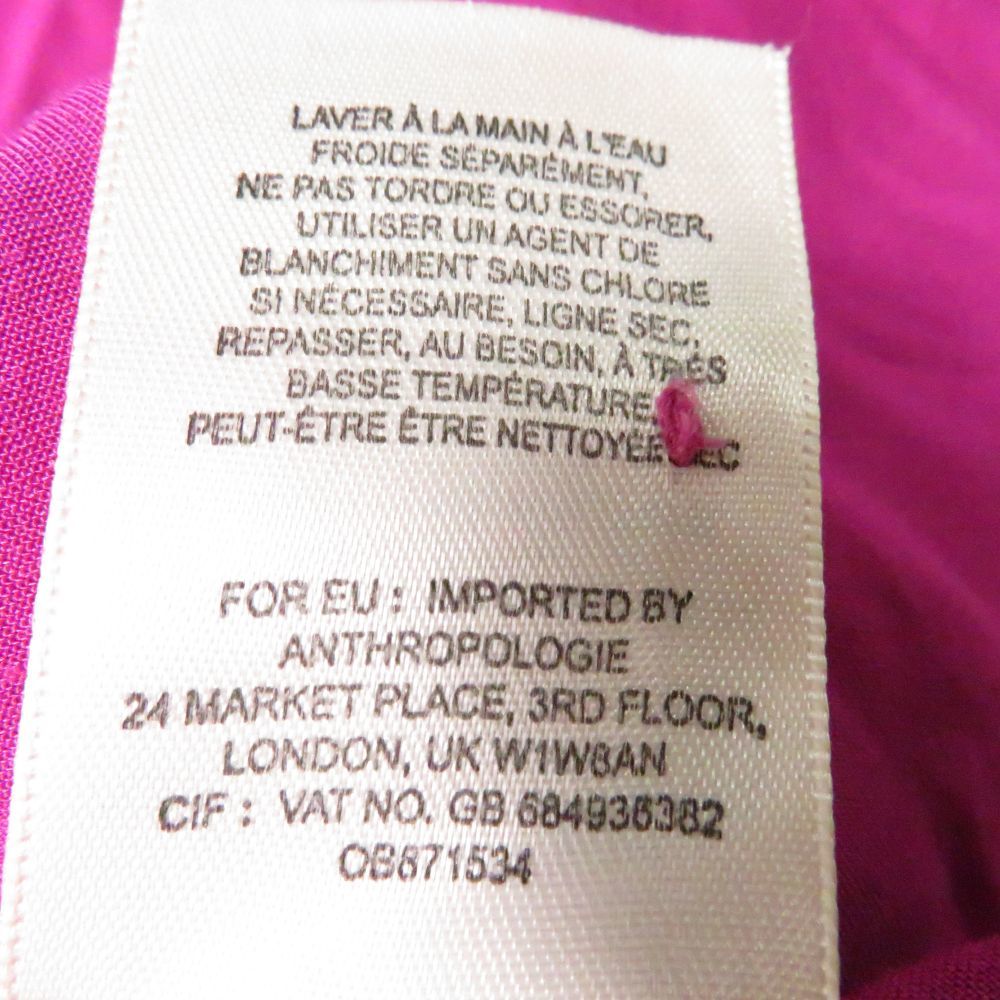 LAVER À LA MAIN À L'EAU
FROIDE SÉPARÉMENT,
NE PAS TORDRE OU ESSORER,
UTILISER UN AGENT DE
BLANCHIMENT SANS CHLORE
SI NÉCESSAIRE, LIGNE SEC,
REPASSER, AU BESOIN, À TRÉS
BASSE TEMPÉRATURE
PEUT-ÊTRE ÊTRE NETTOYÉE
FOR EU : IMPORTED BY
ANTHROPOLOGIE
24 MARKET PLACE, 3RD FLOOR,
LONDON, UK W1W8AN
CIF : VAT NO. GB 684936382
OB671534